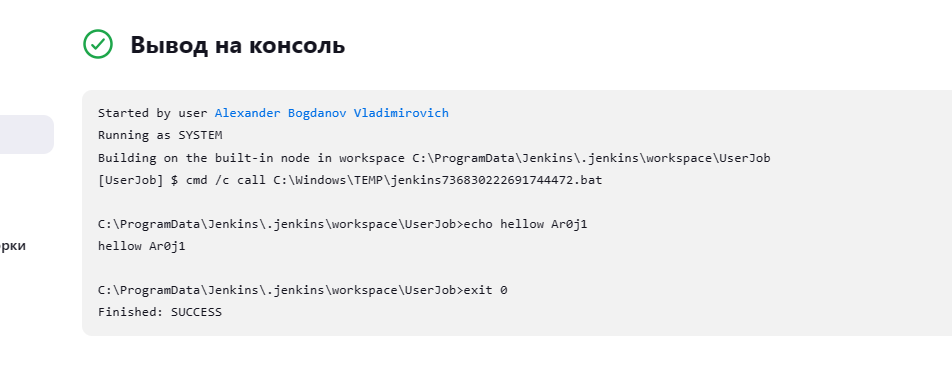 Вывод на консоль
Started by user Alexander Bogdanov Vladimirovich
Running as SYSTEM
Building on the built-in node in workspace C:\ProgramData\Jenkins\.jenkins\workspace\UserJob
[UserJob] $ cmd /c call C:\Windows\TEMP\jenkins736830222691744472.bat
C:\ProgramData\Jenkins\.jenkins\workspace\UserJob>echo hellow Ar0j1
hellow Ar0j1
орки
C:\ProgramData\Jenkins\.jenkins\workspace\UserJob>exit 0
Finished: SUCCESS